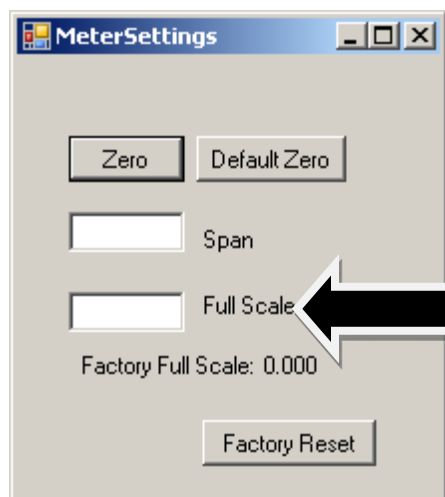 MeterSettings
Zero Default Zero
Span
Full Scale
Factory Full Scale: 0.000
Factory Reset